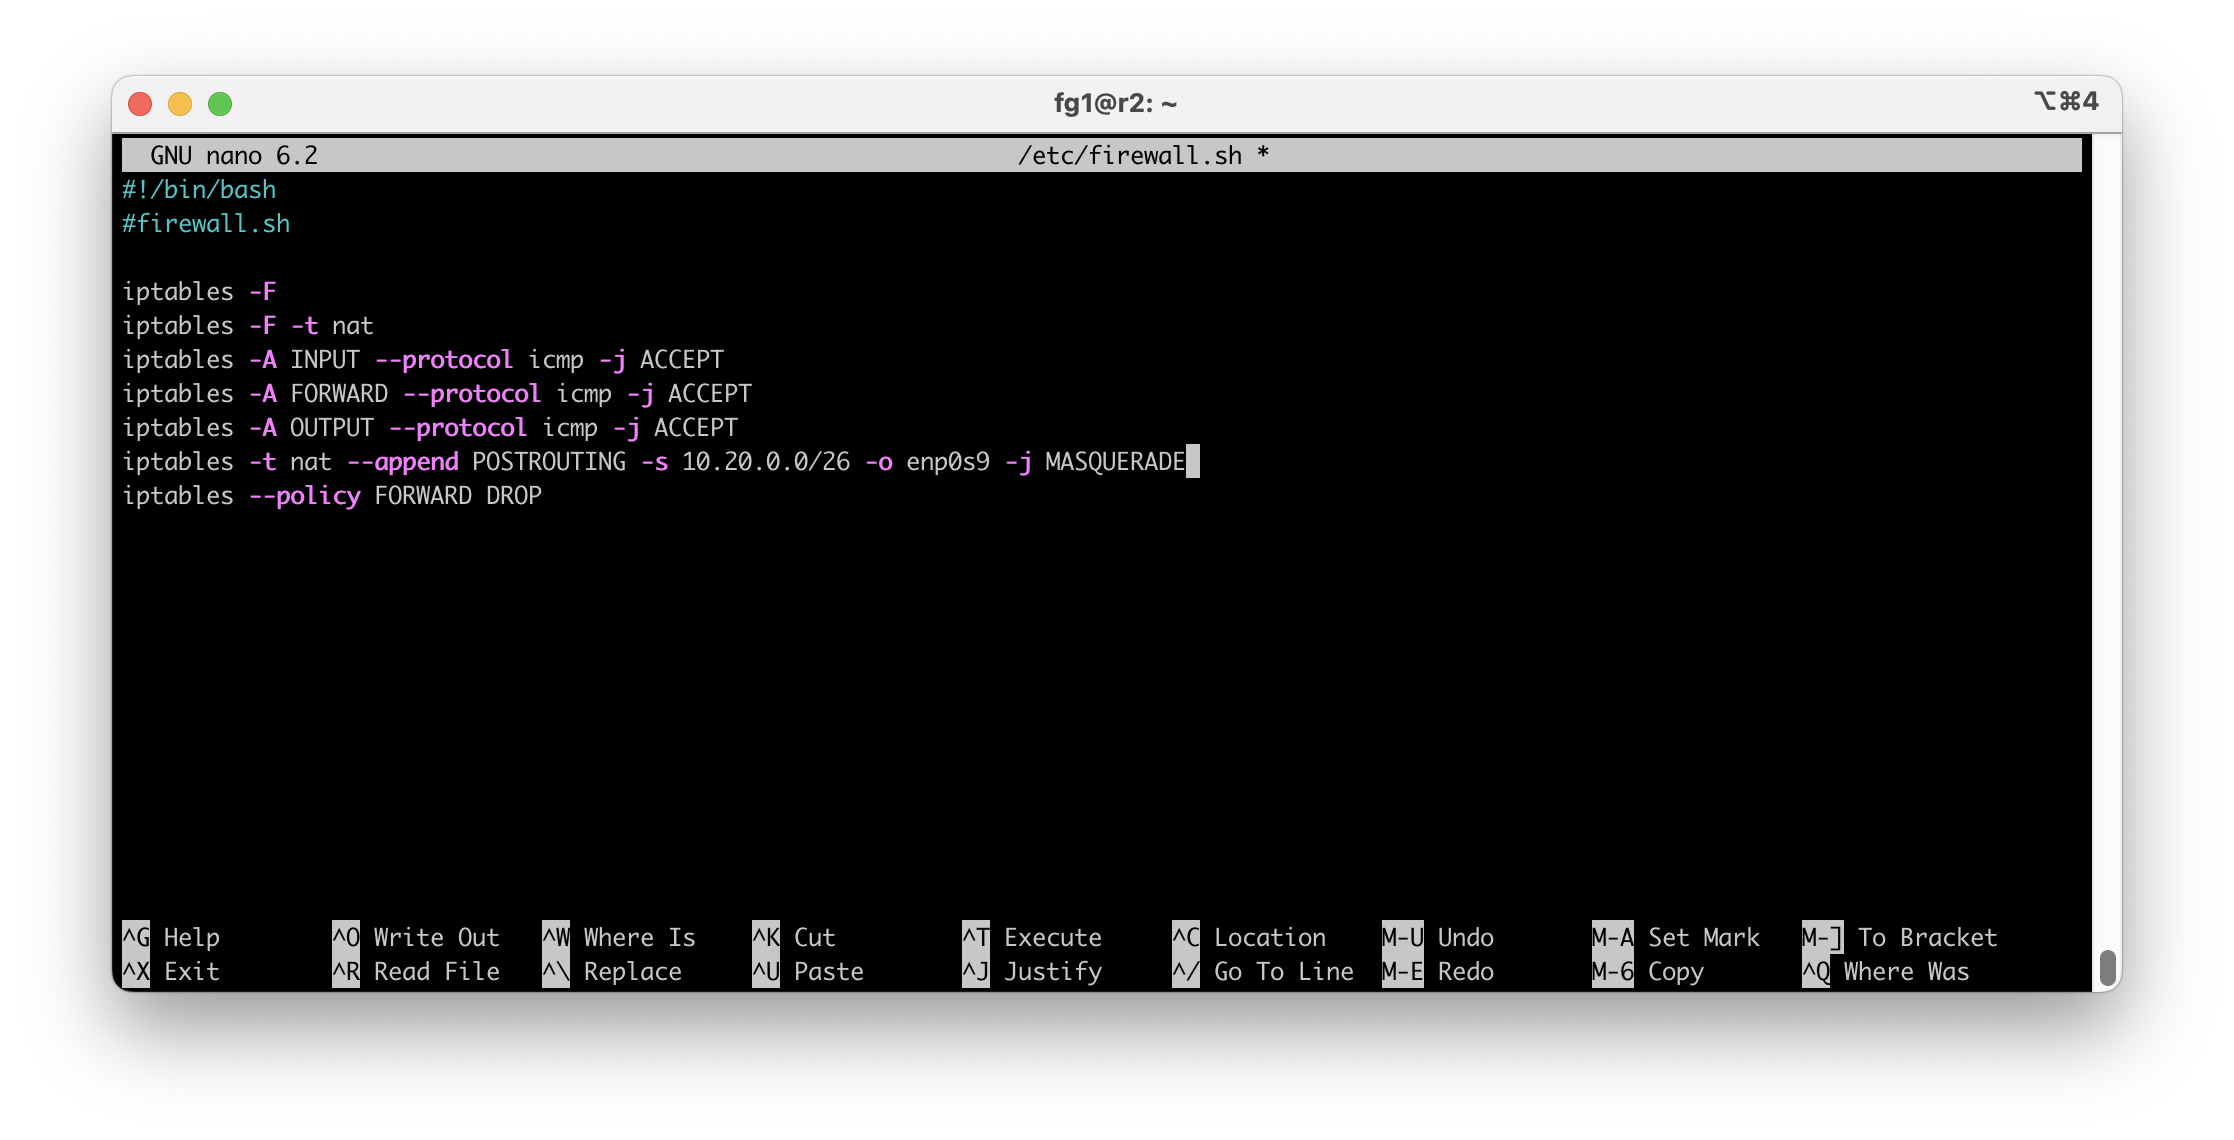 fg1@r2: ~
⌥⌘4
GNU nano 6.2 /etc/firewall.sh *
#!/bin/bash
#firewall.sh
iptables -F
iptables -F -t nat
iptables -A INPUT --protocol icmp -j ACCEPT
iptables -A FORWARD --protocol icmp -j ACCEPT
iptables -A OUTPUT --protocol icmp -j ACCEPT
iptables -t nat --append POSTROUTING -s 10.20.0.0/26 -o enp0s9 -j MASQUERADE
iptables --policy FORWARD DROP
^G Help ^O Write Out ^W Where Is ^K Cut ^T Execute ^C Location M-U Undo M-A Set Mark M-] To Bracket
^X Exit ^R Read File ^\ Replace ^U Paste ^J Justify ^/ Go To Line M-E Redo M-6 Copy ^Q Where Was